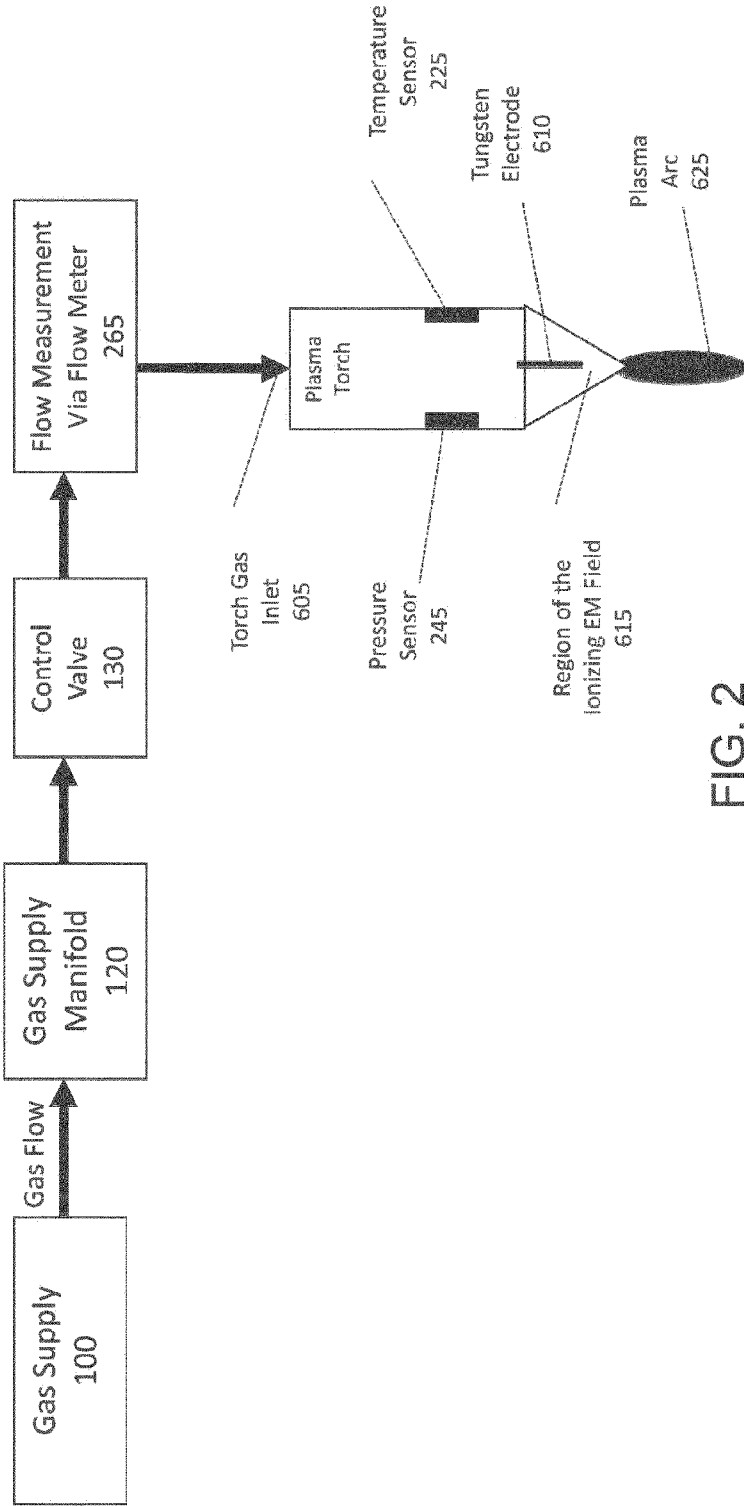 Gas Supply
100
Gas Flow
Gas Supply
Manifold
120
Control
Valve
130
Flow Measurement
Via Flow Meter
265
Torch Gas
Inlet
605
Plasma
Torch
Pressure
Sensor
245
Temperature
Sensor
225
Tungsten
Electrode
610
Region of the
Ionizing EM Field
615
Plasma
Arc
625
FIG. 2